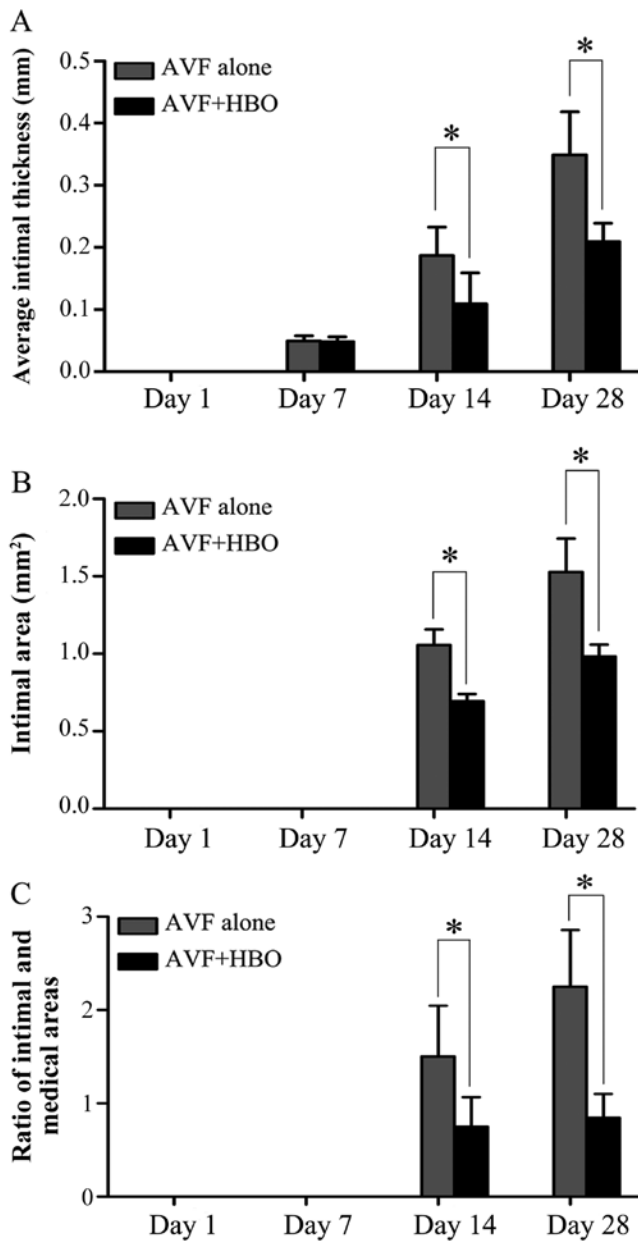 A
Average intimal thickness (mm)
0.5
0.4
0.3
0.2
0.1
0.0
AVF alone
AVF+HBO
*
*
Day 1
Day 7
Day 14
Day 28
B
Intimal area (mm²)
2.0
1.5
1.0
0.5
0.0
AVF alone
AVF+HBO
*
*
Day 1
Day 7
Day 14
Day 28
C
Ratio of intimal and
medical areas
3
2
1
0
AVF alone
AVF+HBO
*
*
Day 1
Day 7
Day 14
Day 28